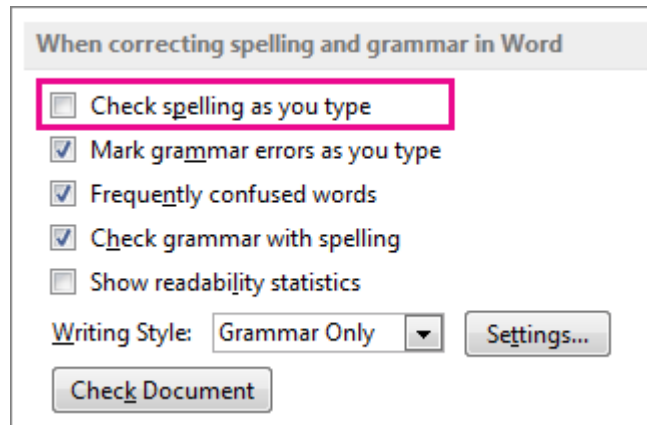 When correcting spelling and grammar in Word
Check spelling as you type
Mark grammar errors as you type
Frequently confused words
Check grammar with spelling
Show readability statistics
Writing Style: Grammar Only Settings...
Check Document